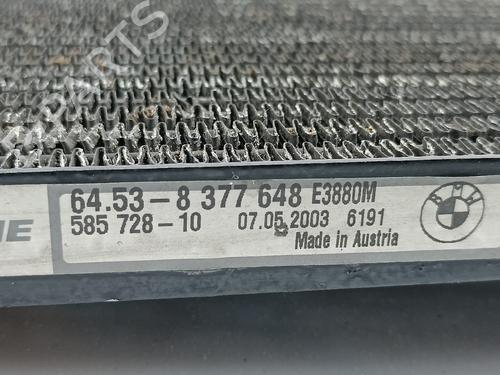 64.53-8 377 648 E3880M
585 728-10 07.05.2003 6191
Made in Austria